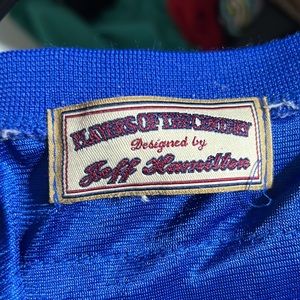 PLAYERS OF THE CENTURY
Designed by
Jeff Hamilton